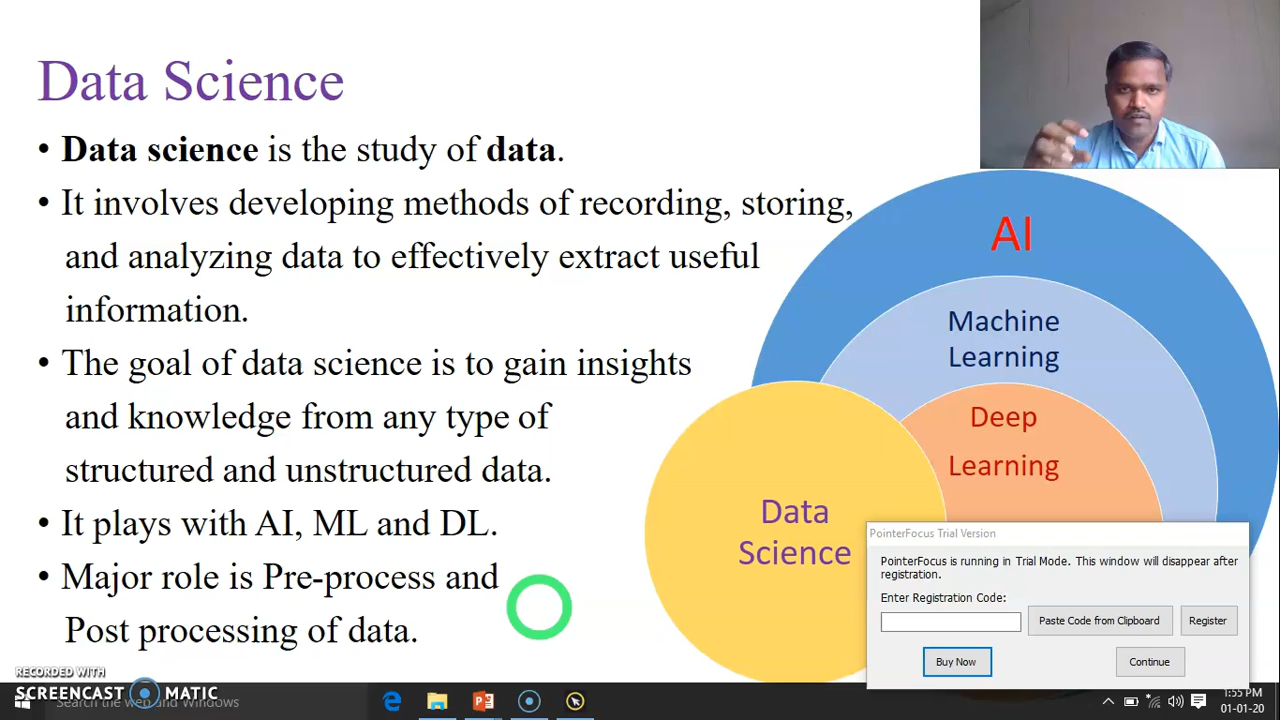 Data Science
• Data science is the study of data.
• It involves developing methods of recording, storing,
and analyzing data to effectively extract useful
information.
• The goal of data science is to gain insights
and knowledge from any type of
structured and unstructured data.
• It plays with AI, ML and DL.
• Major role is Pre-process and
Post processing of data.
AI
Machine
Learning
Deep
Learning
Data
Science
PointerFocus Trial Version
PointerFocus is running in Trial Mode. This window will disappear after
registration.
Enter Registration Code:
Paste Code from Clipboard
Register
Buy Now
Continue
RECORDED WITH
SCREENCAST MATIC
Search the web and Windows
1:55 PM
01-01-20